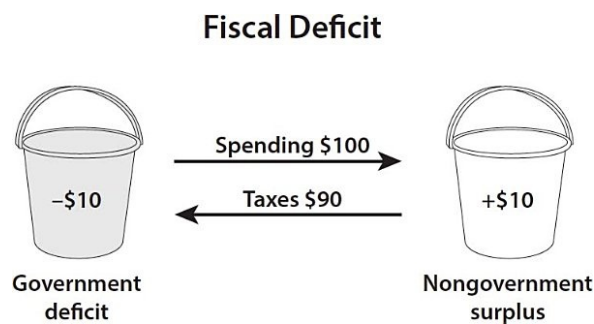 Fiscal Deficit
Spending $100
–$10
Taxes $90
+$10
Government
deficit
Nongovernment
surplus